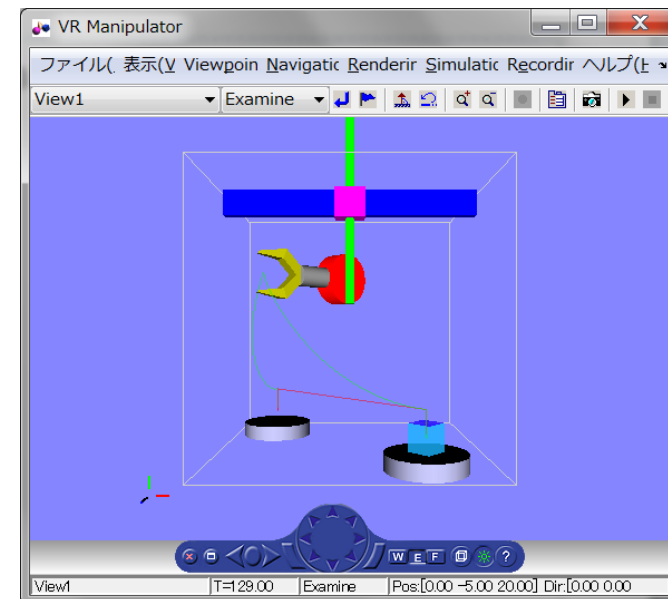 VR Manipulator
ファイル( 表示(V Viewpoin Navigatic Renderir Simulatic Recordir ヘルプ(H
View1 Examine
W E F ?
View1 T=129.00 Examine Pos:[0.00 -5.00 20.00] Dir:[0.00 0.00